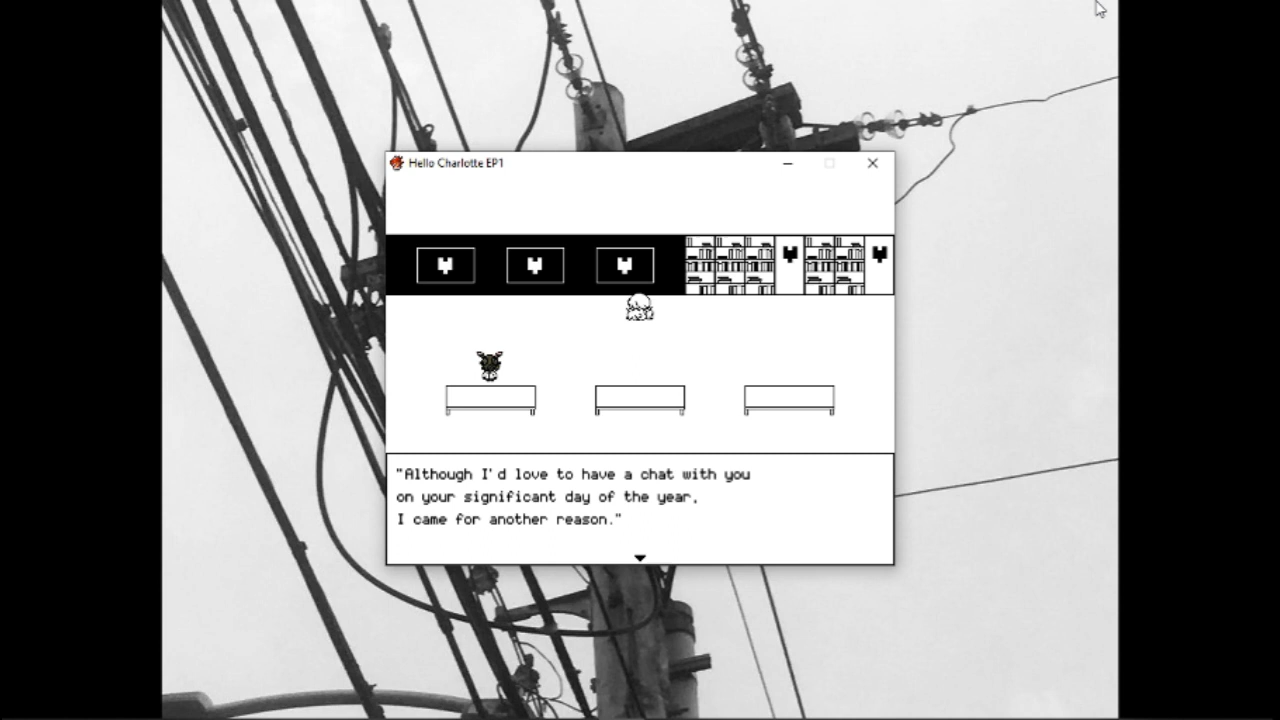 Hello Charlotte EP1
"Although I'd love to have a chat with you
on your significant day of the year,
I came for another reason."